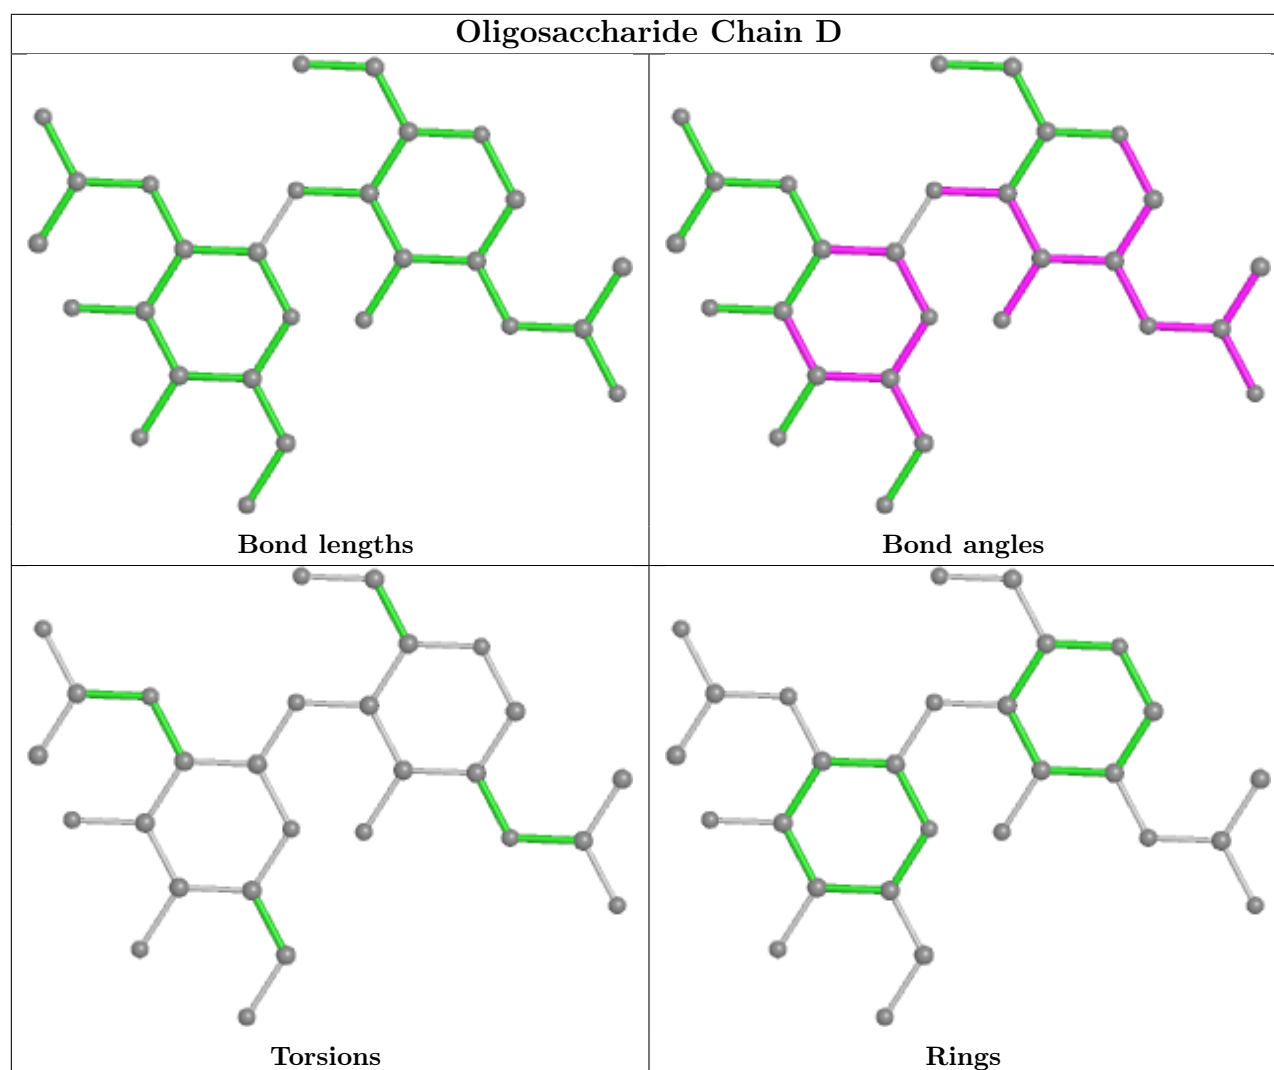 Oligosaccharide Chain D
Bond lengths
Bond angles
Torsions
Rings